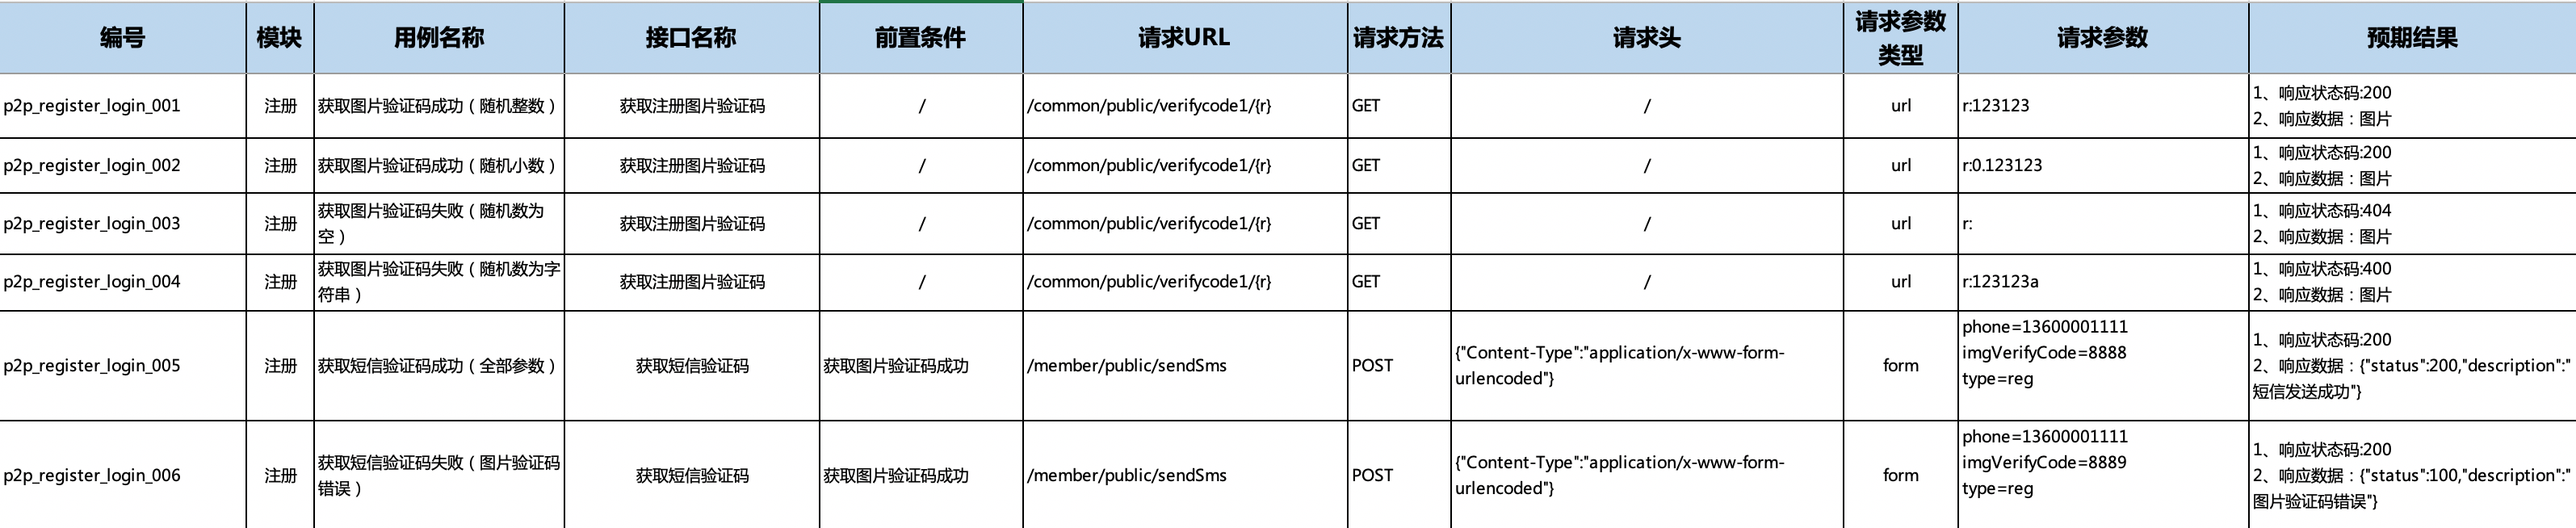 编号 模块 用例名称 接口名称 前置条件 请求URL 请求方法 请求头 请求参数类型 请求参数 预期结果
p2p_register_login_001 注册 获取图片验证码成功（随机整数） 获取注册图片验证码 / /common/public/verifycode1/{r} GET / url r:123123 1、响应状态码:200
2、响应数据：图片
p2p_register_login_002 注册 获取图片验证码成功（随机小数） 获取注册图片验证码 / /common/public/verifycode1/{r} GET / url r:0.123123 1、响应状态码:200
2、响应数据：图片
p2p_register_login_003 注册 获取图片验证码失败（随机数为空） 获取注册图片验证码 / /common/public/verifycode1/{r} GET / url r: 1、响应状态码:404
2、响应数据：图片
p2p_register_login_004 注册 获取图片验证码失败（随机数为字符串） 获取注册图片验证码 / /common/public/verifycode1/{r} GET / url r:123123a 1、响应状态码:400
2、响应数据：图片
p2p_register_login_005 注册 获取短信验证码成功（全部参数） 获取短信验证码 获取图片验证码成功 /member/public/sendSms POST {"Content-Type":"application/x-www-form-urlencoded"} form phone=13600001111
imgVerifyCode=8888
type=reg
1、响应状态码:200
2、响应数据：{"status":200,"description":"短信发送成功"}
p2p_register_login_006 注册 获取短信验证码失败（图片验证码错误） 获取短信验证码 获取图片验证码成功 /member/public/sendSms POST {"Content-Type":"application/x-www-form-urlencoded"} form phone=13600001111
imgVerifyCode=8889
type=reg
1、响应状态码:200
2、响应数据：{"status":100,"description":"图片验证码错误"}